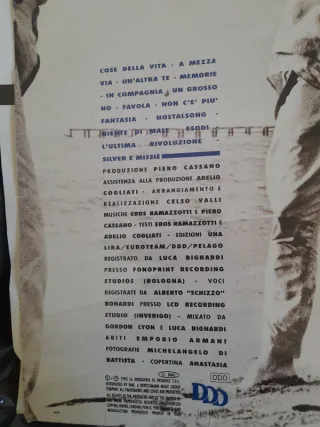 COSE DELLA VITA - A MEZZA
VIA - UN'ALTRA TE - MEMORIE
- IN COMPAGNIA - UN GROSSO
NO - FAVOLA - NON C'E' PIU'
FANTASIA - NOSTALSONG -
NIENTE DI MALE - ESODI -
L'ULTIMA RIVOLUZIONE -
SILVER E MISSIE
PRODUZIONE PIERO CASSANO
ASSISTENZA ALLA PRODUZIONE ADELIO
COGLIATI - ARRANGIAMENTO E
REALIZZAZIONE CELSO VALLI
MUSICHE EROS RAMAZZOTTI E PIERO
CASSANO - TESTI EROS RAMAZZOTTI E
ADELIO COGLIATI - EDIZIONI UNA
LIRA/EUROTEAM/DDD/PELAGO
REGISTRATO DA LUCA BIGNARDI
PRESSO FONOPRINT RECORDING
STUDIOS (BOLOGNA) - VOCI
REGISTRATE DA ALBERTO "SCHIZZO"
BONARDI PRESSO LCD RECORDING
STUDIO (INVERIGO) - MIXATO DA
GORDON LYON E LUCA BIGNARDI
ABITI EMPORIO ARMANI
FOTOGRAFIE MICHELANGELO DI
BATTISTA - COPERTINA ANASTASIA
DDD
DDD